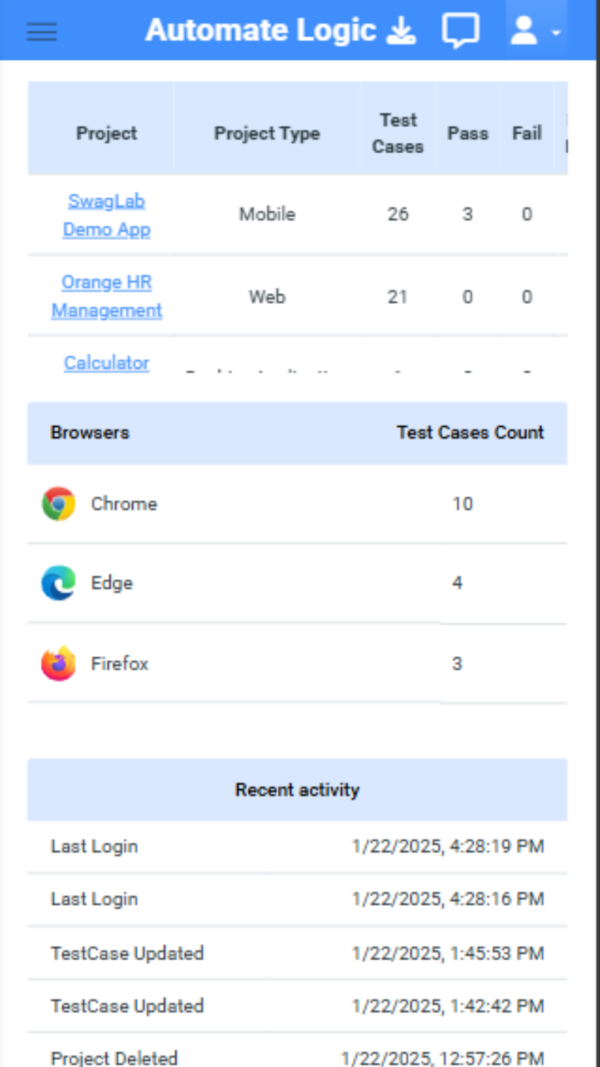 Automate Logic
Project Project Type Test Cases Pass Fail
SwagLab Demo App Mobile 26 3 0
Orange HR Management Web 21 0 0
Calculator
Browsers Test Cases Count
Chrome 10
Edge 4
Firefox 3
Recent activity
Last Login 1/22/2025, 4:28:19 PM
Last Login 1/22/2025, 4:28:16 PM
TestCase Updated 1/22/2025, 1:45:53 PM
TestCase Updated 1/22/2025, 1:42:42 PM
Project Deleted 1/22/2025, 12:57:26 PM